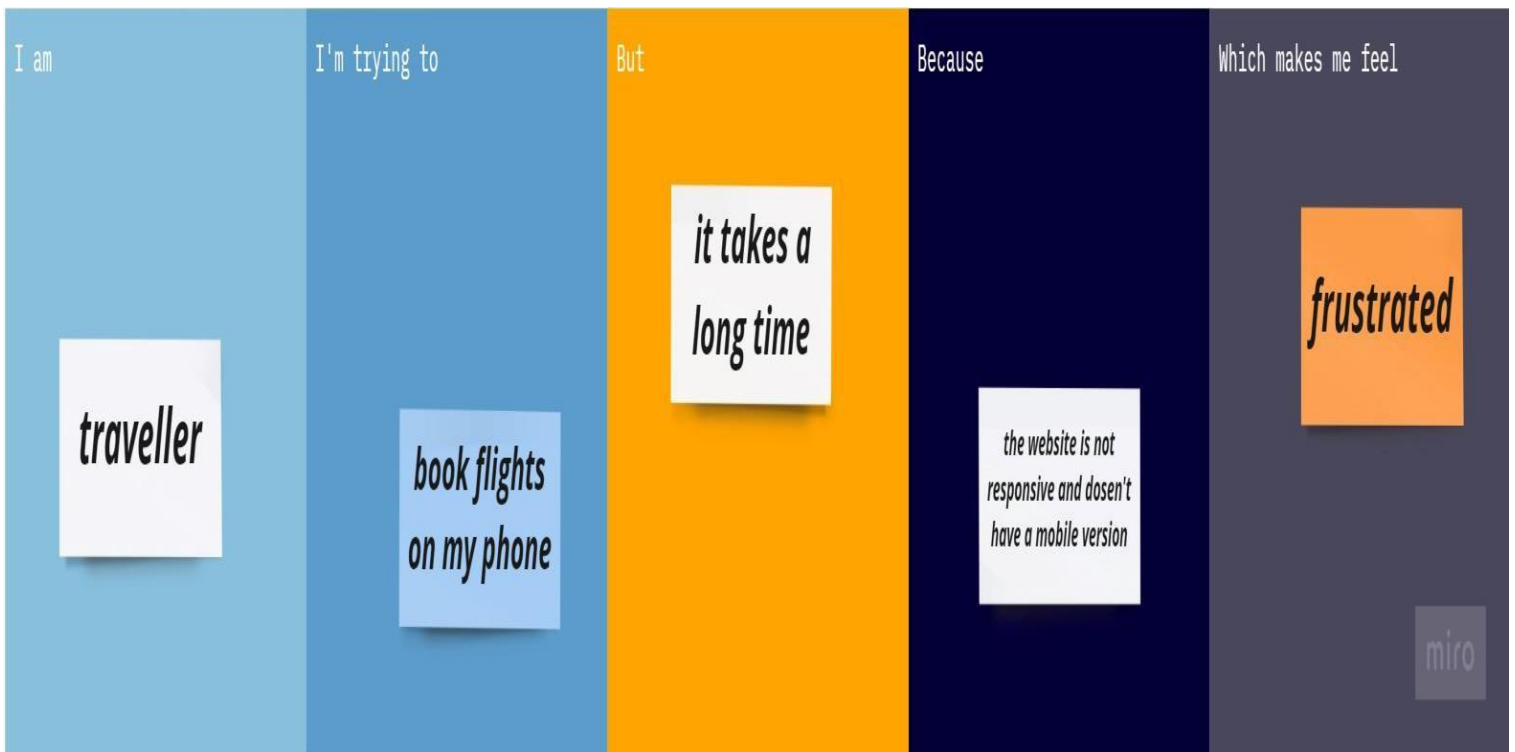 I am
traveller
I'm trying to
book flights
on my phone
But
it takes a
long time
Because
the website is not
responsive and dosen't
have a mobile version
Which makes me feel
frustrated
miro